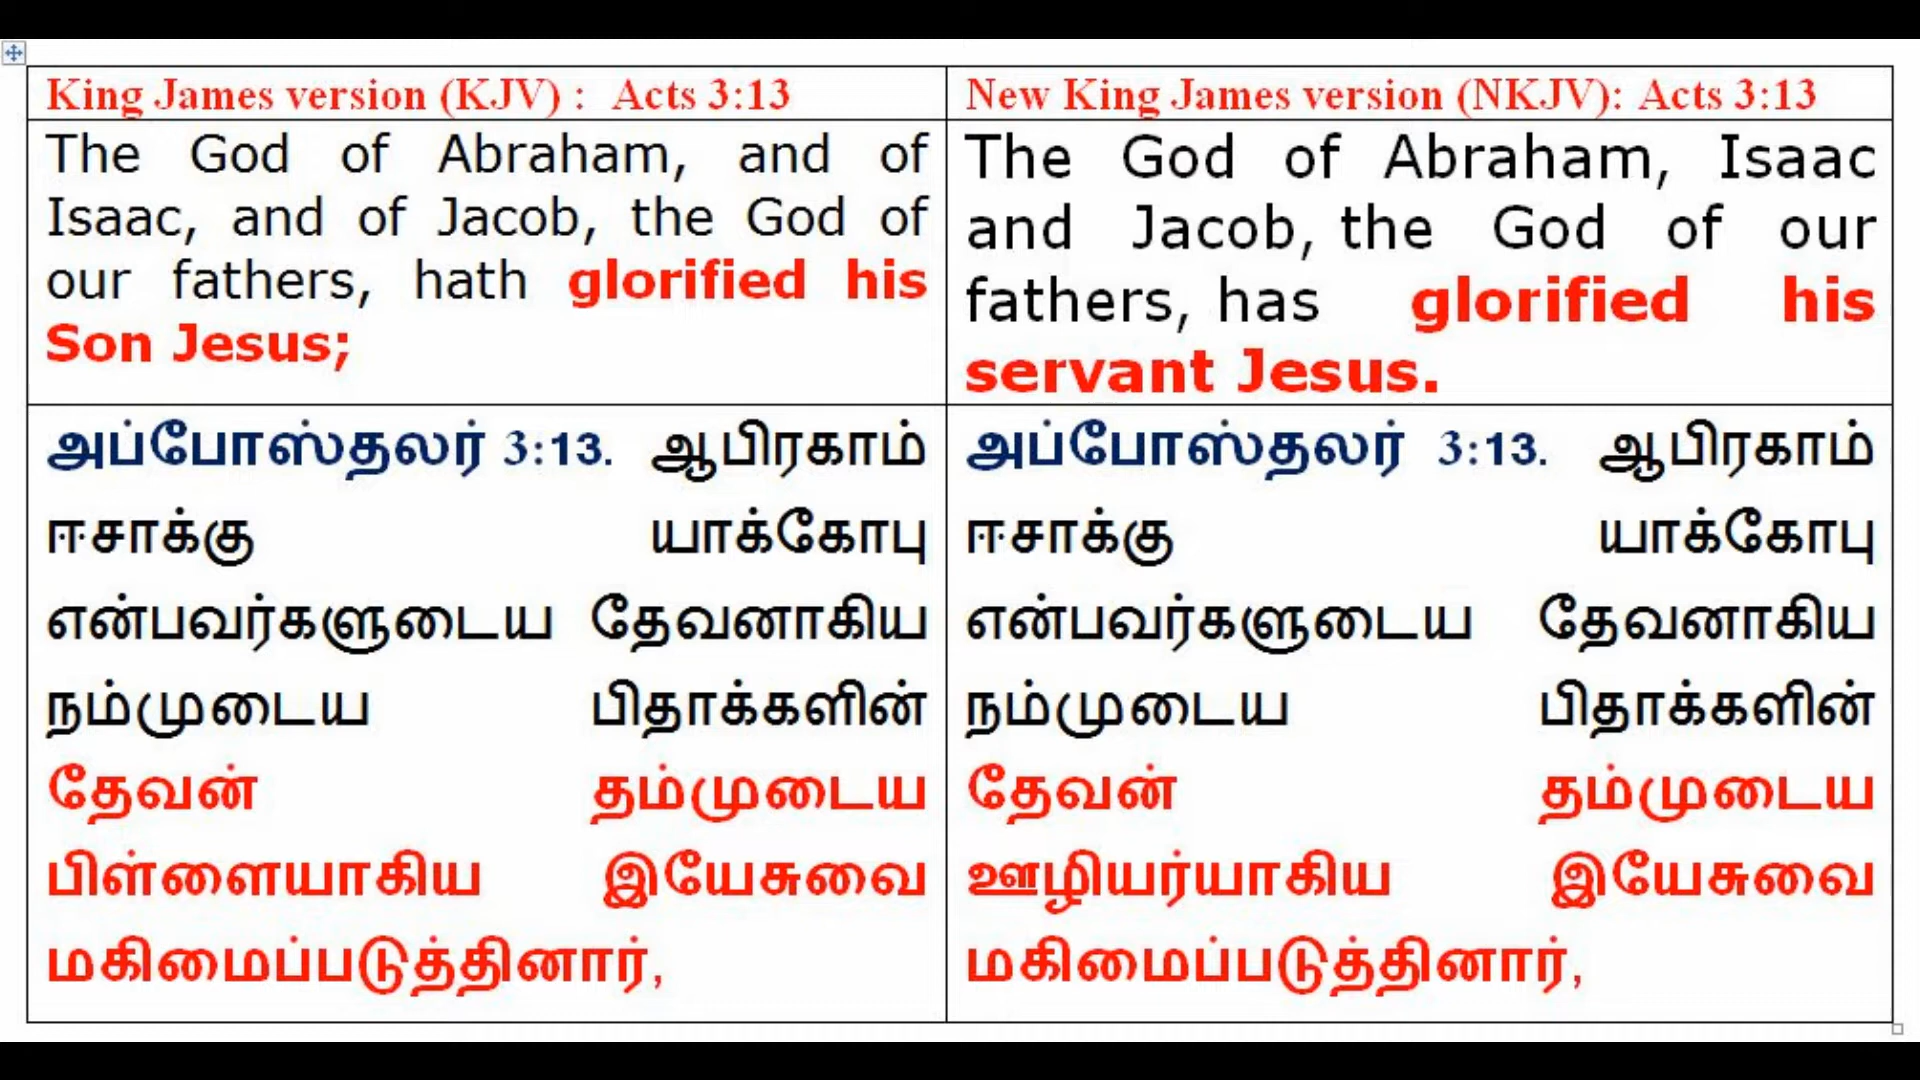 King James version (KJV) : Acts 3:13
The God of Abraham, and of
Isaac, and of Jacob, the God of
our fathers, hath glorified his
Son Jesus;
New King James version (NKJV): Acts 3:13
The God of Abraham, Isaac
and Jacob, the God of our
fathers, has glorified his
servant Jesus.
அப்போஸ்தலர் 3:13. ஆபிரகாம்
ஈசாக்கு யாக்கோபு
என்பவர்களுடைய தேவனாகிய
நம்முடைய பிதாக்களின்
தேவன் தம்முடைய
பிள்ளையாகிய இயேசுவை
மகிமைப்படுத்தினார்,
அப்போஸ்தலர் 3:13. ஆபிரகாம்
ஈசாக்கு யாக்கோபு
என்பவர்களுடைய தேவனாகிய
நம்முடைய பிதாக்களின்
தேவன் தம்முடைய
ஊழியர்யாகிய இயேசுவை
மகிமைப்படுத்தினார்,